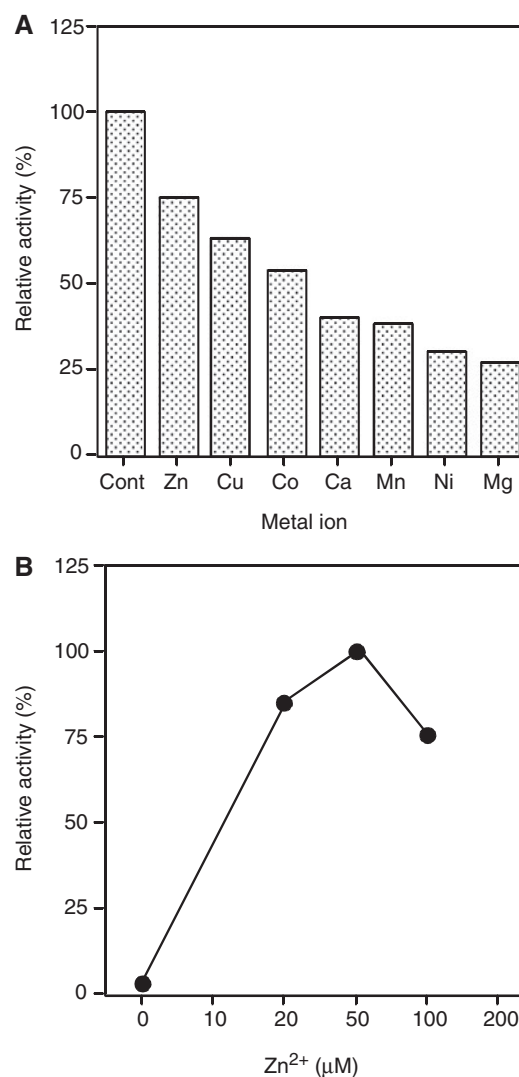 A
Relative activity (%)
125
100
75
50
25
0
Cont Zn Cu Co Ca Mn Ni Mg
Metal ion
B
Relative activity (%)
125
100
75
50
25
0
0 10 20 50 100 200
Zn²⁺ (μM)